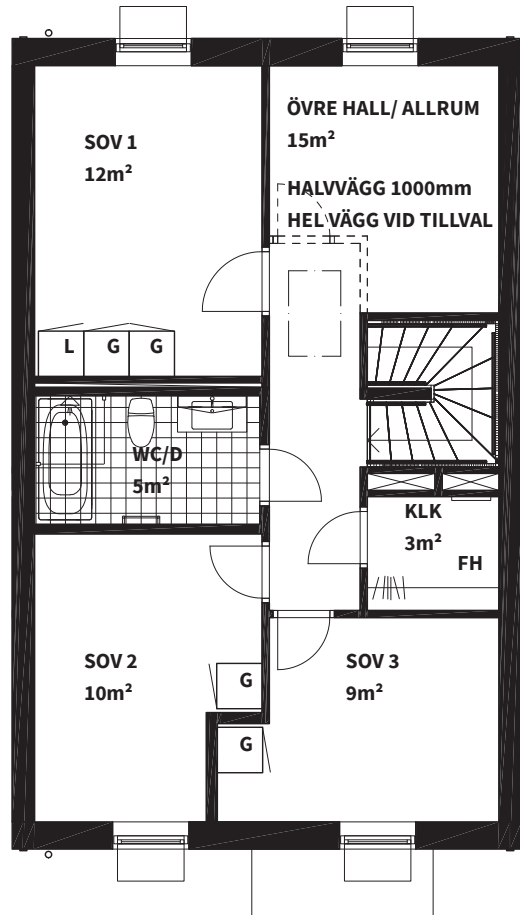 SOV 1
12m²
ÖVRE HALL/ ALLRUM
15m²
HALVVÄGG 1000mm
HEL VÄGG VID TILLVAL
L
G
G
WC/D
5m²
KLK
3m²
FH
SOV 2
10m²
G
G
SOV 3
9m²